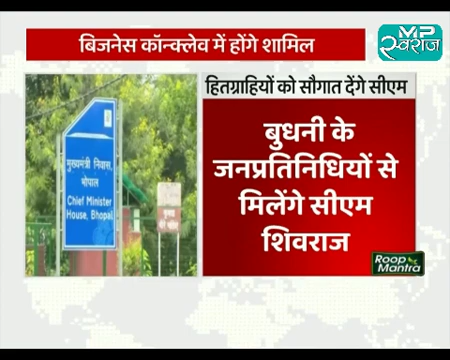 बिजनेस कॉन्क्लेव में होंगे शामिल
MP
स्वराज
हितग्राहियों को सौगात देंगे सीएम
मुख्यमंत्री निवास,
भोपाल
Chief Minister
House, Bhopal
बुधनी के
जनप्रतिनिधियों से
मिलेंगे सीएम
शिवराज
Roop
Mantra